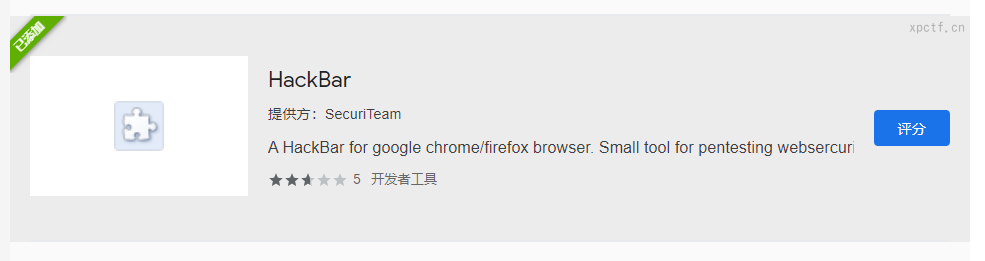 已添加
xpctf.cn
HackBar
提供方：SecuriTeam
A HackBar for google chrome/firefox browser. Small tool for pentesting websercuri
评分
5 开发者工具